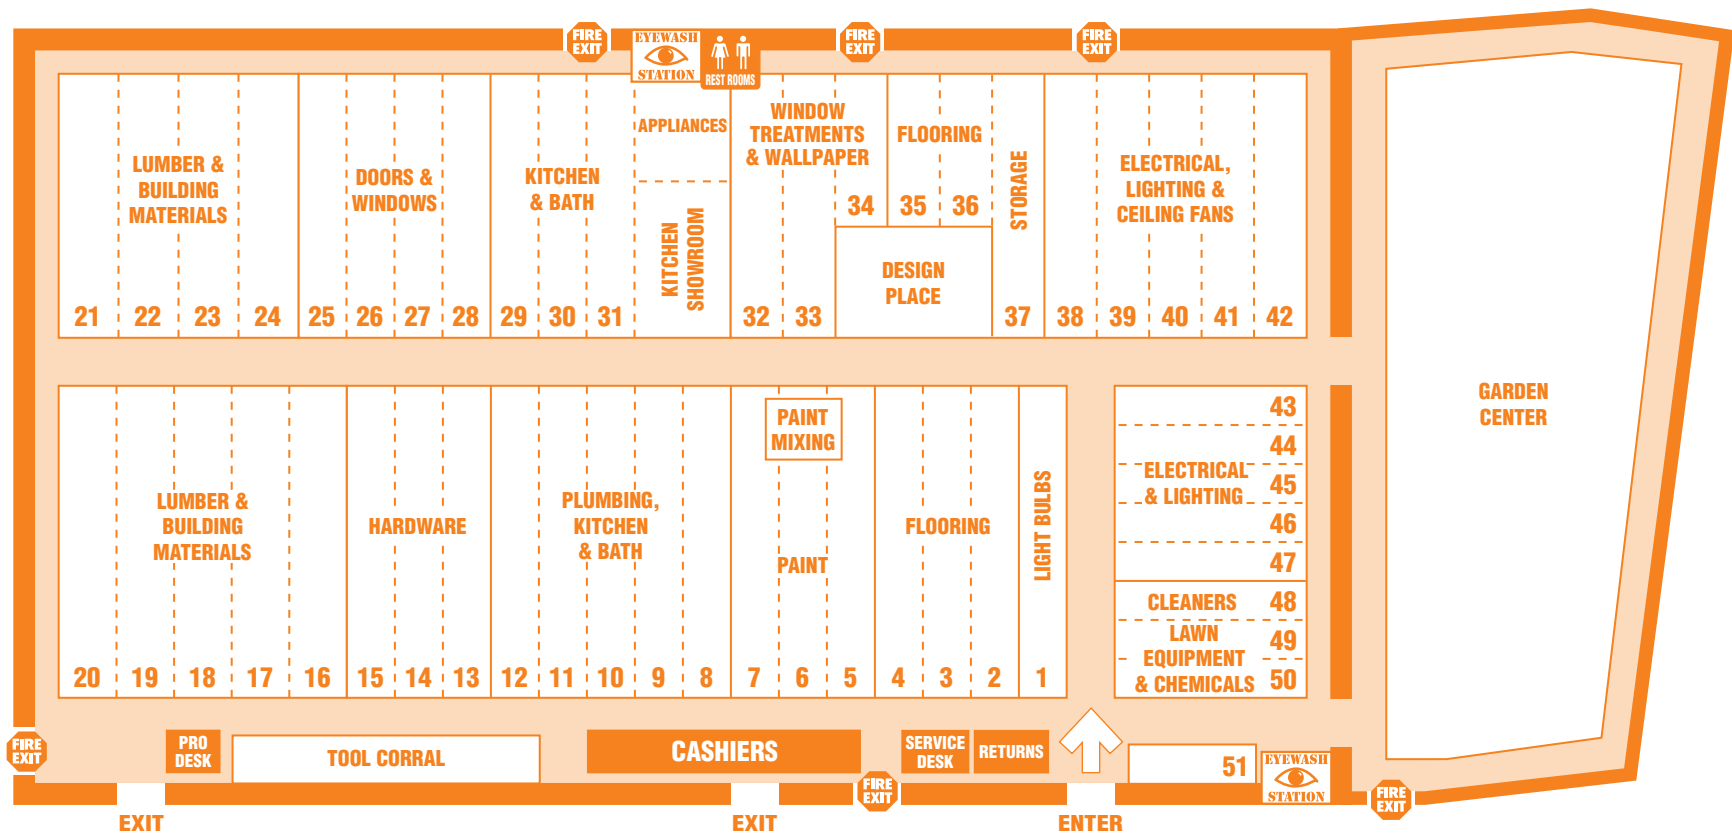 FIRE
EXIT
EYEWASH
STATION
REST ROOMS
FIRE
EXIT
FIRE
EXIT
LUMBER &
BUILDING
MATERIALS
21 22 23 24
DOORS &
WINDOWS
25 26 27 28
KITCHEN
& BATH
29 30 31
APPLIANCES
KITCHEN
SHOWROOM
WINDOW
TREATMENTS
& WALLPAPER
32 33 34
FLOORING
35 36
DESIGN
PLACE
STORAGE
37
ELECTRICAL,
LIGHTING &
CEILING FANS
38 39 40 41 42
GARDEN
CENTER
LUMBER &
BUILDING
MATERIALS
20 19 18 17 16
HARDWARE
15 14 13
PLUMBING,
KITCHEN
& BATH
12 11 10 9 8
PAINT
MIXING
PAINT
7 6 5
FLOORING
4 3 2
LIGHT BULBS
1
43
44
ELECTRICAL
& LIGHTING
45
46
47
CLEANERS 48
LAWN
EQUIPMENT
& CHEMICALS
49
50
FIRE
EXIT
PRO
DESK
TOOL CORRAL
CASHIERS
SERVICE
DESK
RETURNS
51
EYEWASH
STATION
FIRE
EXIT
FIRE
EXIT
EXIT
EXIT
ENTER